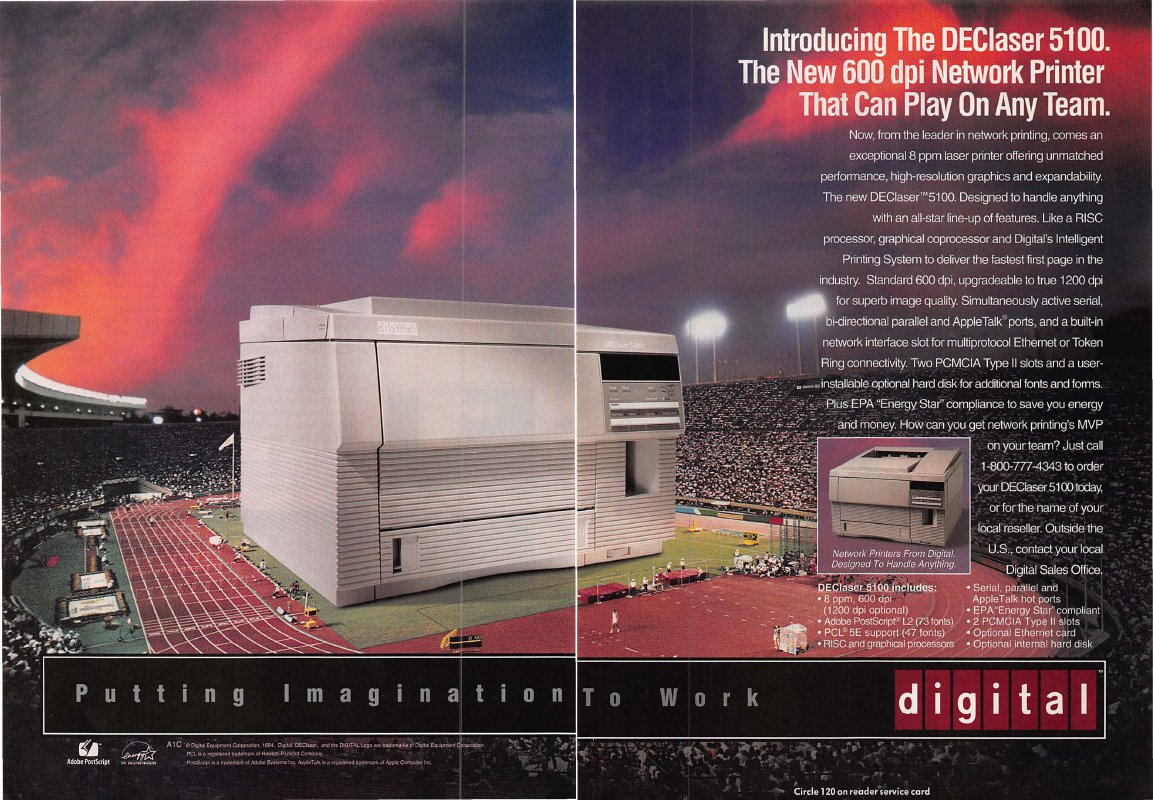 Introducing The DEClaser 5100.
The New 600 dpi Network Printer
That Can Play On Any Team.
Now, from the leader in network printing, comes an
exceptional 8 ppm laser printer offering unmatched
performance, high-resolution graphics and expandability.
The new DEClaser™ 5100. Designed to handle anything
with an all-star line-up of features. Like a RISC
processor, graphical coprocessor and Digital's Intelligent
Printing System to deliver the fastest first page in the
industry. Standard 600 dpi, upgradeable to true 1200 dpi
for superb image quality. Simultaneously active serial,
bi-directional parallel and AppleTalk® ports, and a built-in
network interface slot for multiprotocol Ethernet or Token
Ring connectivity. Two PCMCIA Type II slots and a user-
installable optional hard disk for additional fonts and forms.
Plus EPA "Energy Star" compliance to save you energy
and money. How can you get network printing's MVP
on your team? Just call
1-800-777-4343 to order
your DEClaser 5100 today,
or for the name of your
local reseller. Outside the
U.S., contact your local
Digital Sales Office.
digital
DEClaser 5100
Network Printers From Digital.
Designed To Handle Anything.
DEClaser 5100 includes:
• 8 ppm, 600 dpi
(1200 dpi optional)
• Adobe PostScript® L2 (73 fonts)
• PCL® 5E support (47 fonts)
• RISC and graphical processors
• Serial, parallel and
AppleTalk hot ports
• EPA "Energy Star" compliant
• 2 PCMCIA Type II slots
• Optional Ethernet card
• Optional internal hard disk
Putting Imagination To Work
digital™
Adobe PostScript
energy
A1C © Digital Equipment Corporation, 1994. Digital, DEClaser, and the DIGITAL Logo are trademarks of Digital Equipment Corporation.
PCL is a registered trademark of Hewlett-Packard Company.
PostScript is a trademark of Adobe Systems Inc. AppleTalk is a registered trademark of Apple Computer Inc.
Circle 120 on reader service card